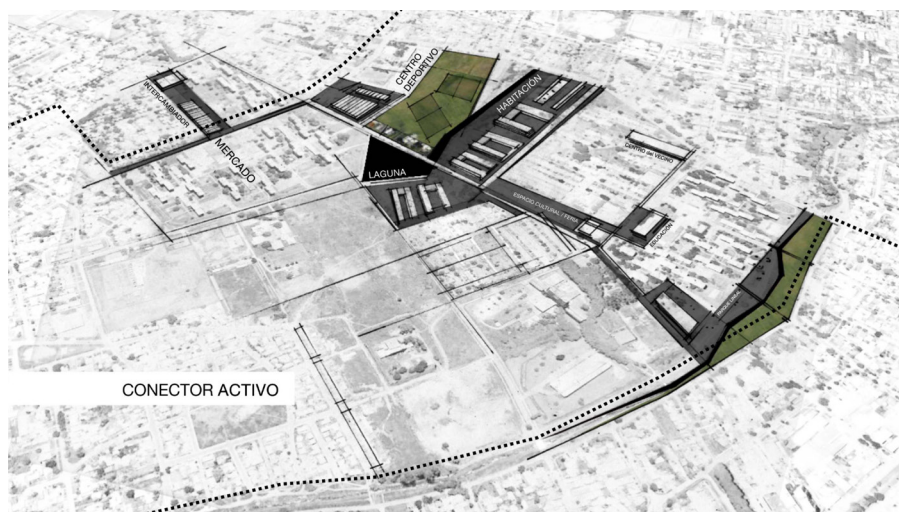 CENTRO
DEPORTIVO
INTERCAMBIADOR
HABITACIÓN
MERCADO
CENTRO del VECINO
LAGUNA
ESPACIO CULTURAL / FERIA
EDUCACIÓN
CONECTOR ACTIVO